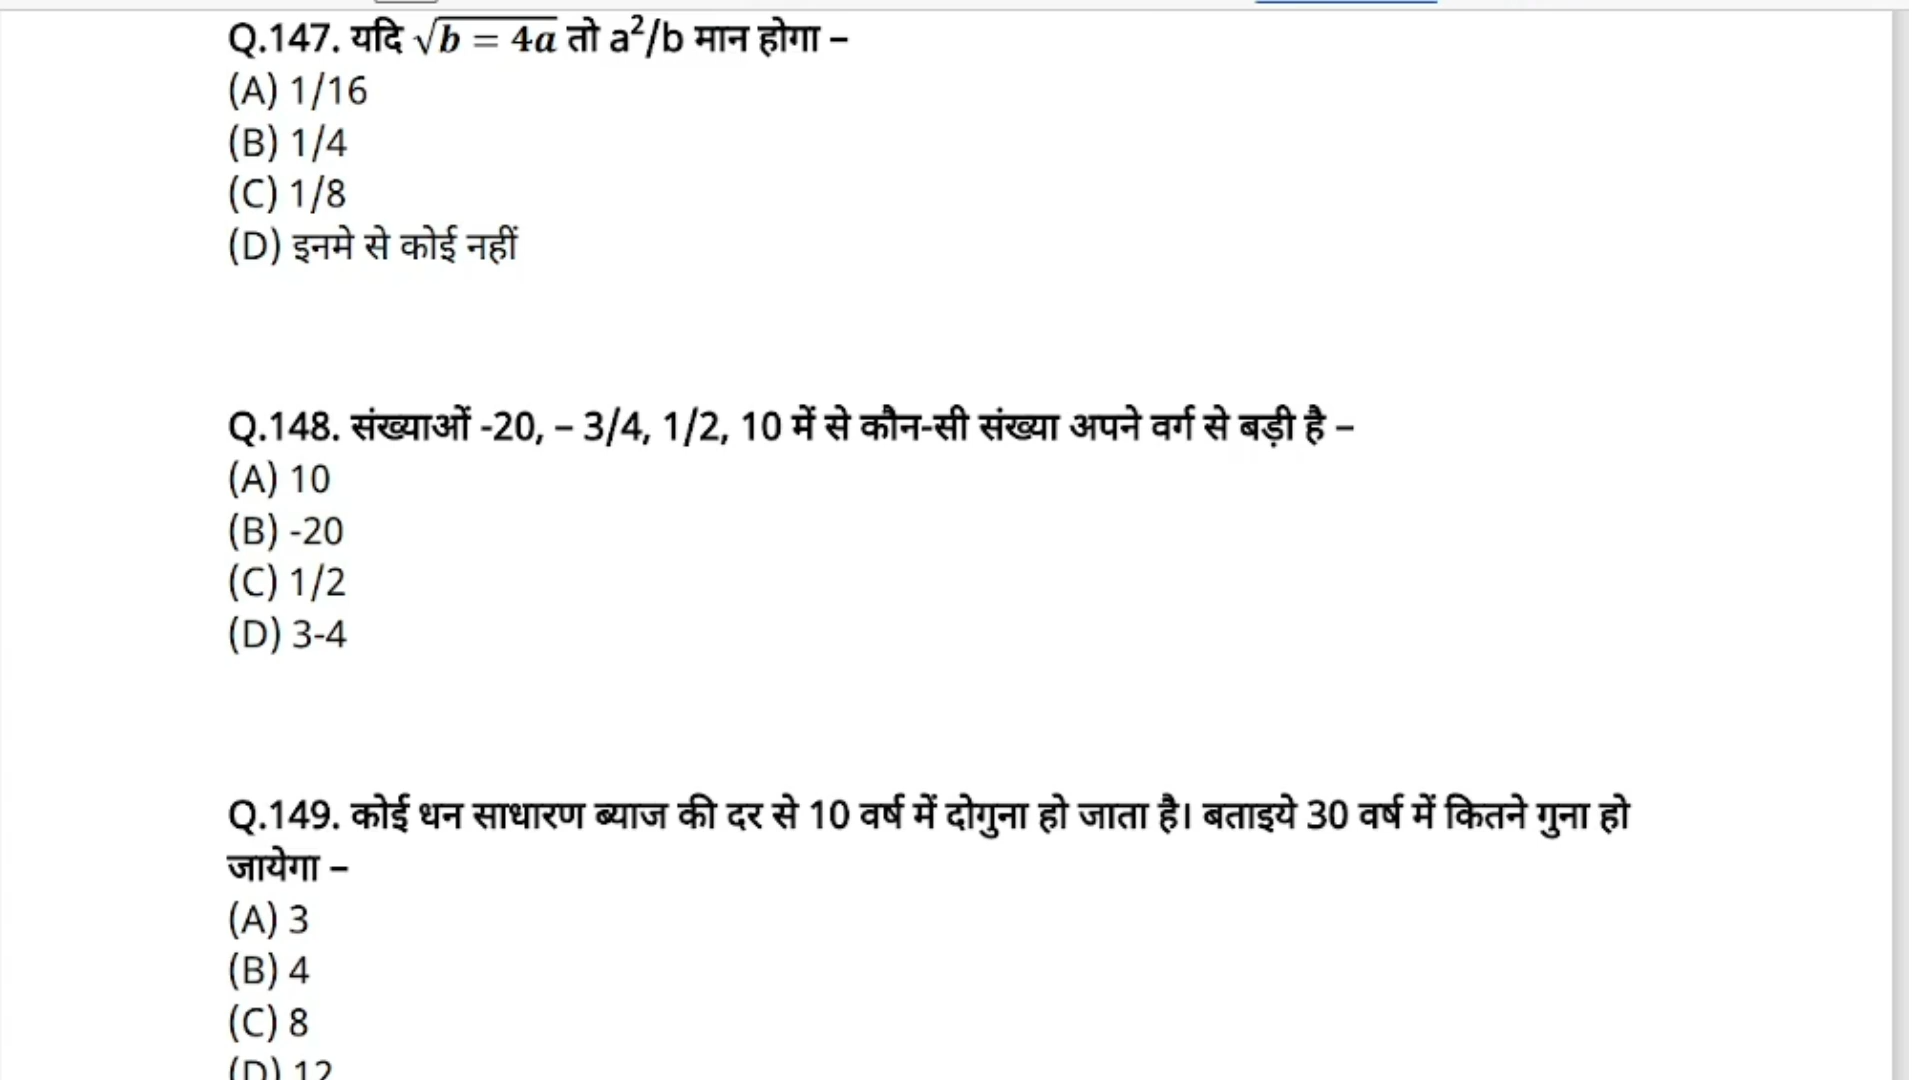 Q.147. यदि √b = 4a तो a²/b मान होगा –
(A) 1/16
(B) 1/4
(C) 1/8
(D) इनमे से कोई नहीं
Q.148. संख्याओं -20, – 3/4, 1/2, 10 में से कौन-सी संख्या अपने वर्ग से बड़ी है –
(A) 10
(B) -20
(C) 1/2
(D) 3-4
Q.149. कोई धन साधारण ब्याज की दर से 10 वर्ष में दोगुना हो जाता है। बताइये 30 वर्ष में कितने गुना हो
जायेगा –
(A) 3
(B) 4
(C) 8
(D) 12